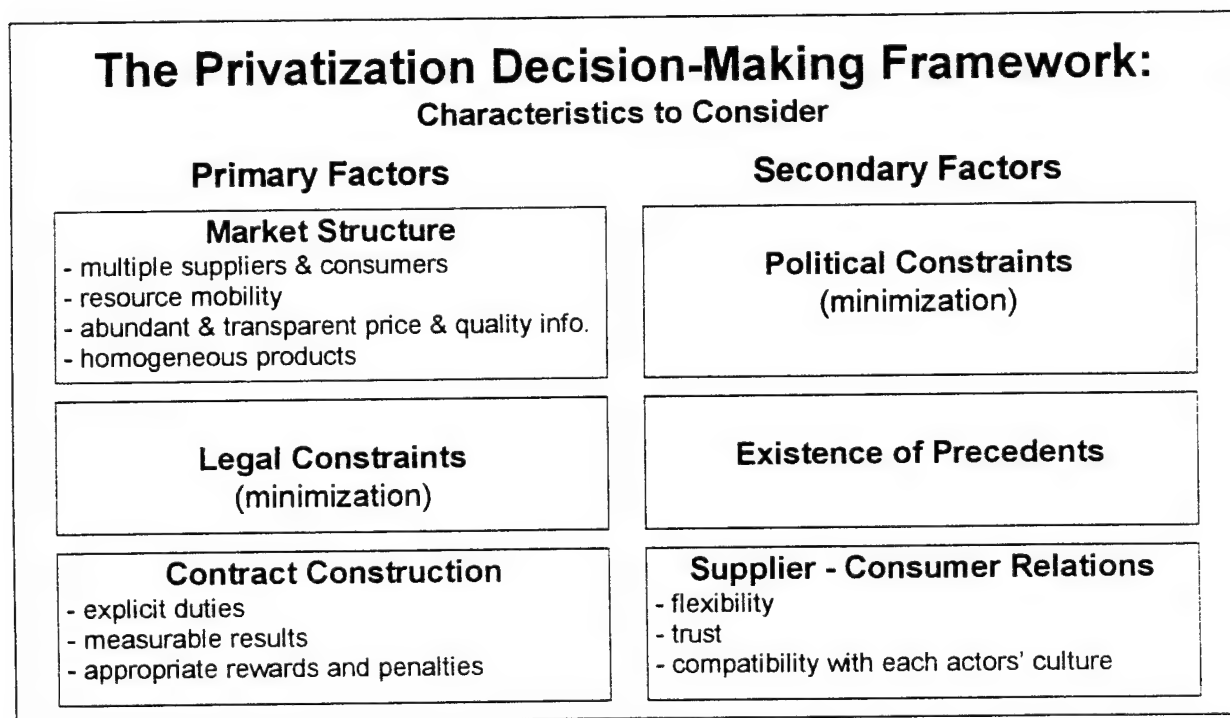 The Privatization Decision-Making Framework:
Characteristics to Consider
Primary Factors
Market Structure
- multiple suppliers & consumers
- resource mobility
- abundant & transparent price & quality info.
- homogeneous products
Legal Constraints
(minimization)
Contract Construction
- explicit duties
- measurable results
- appropriate rewards and penalties
Secondary Factors
Political Constraints
(minimization)
Existence of Precedents
Supplier - Consumer Relations
- flexibility
- trust
- compatibility with each actors' culture